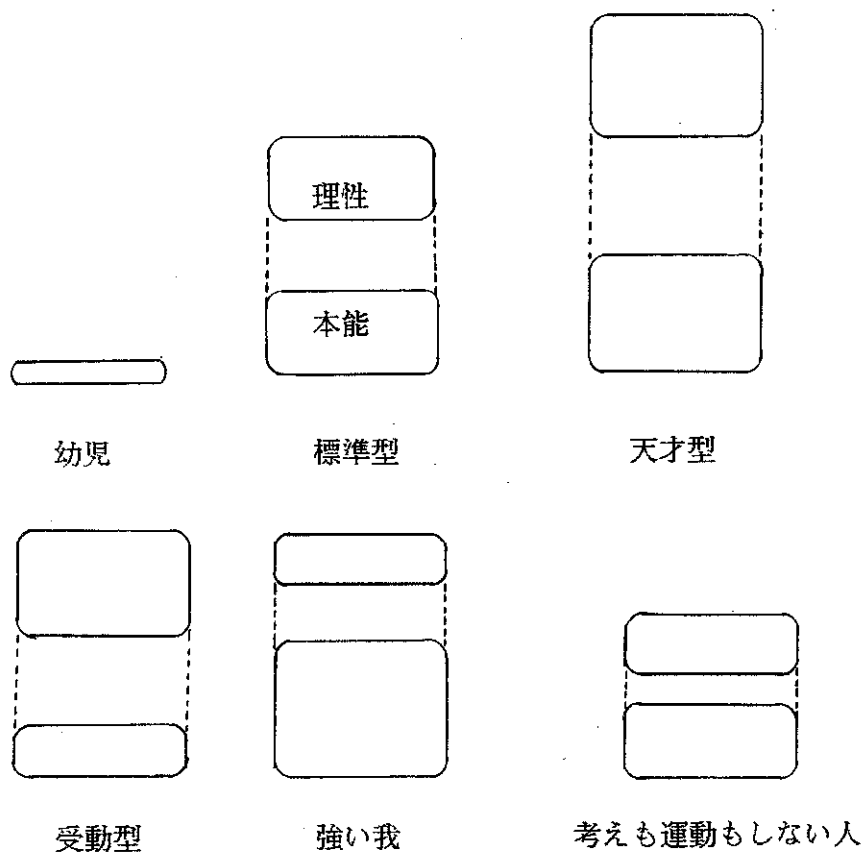 理性
本能
幼児
標準型
天才型
受動型
強い我
考えも運動もしない人